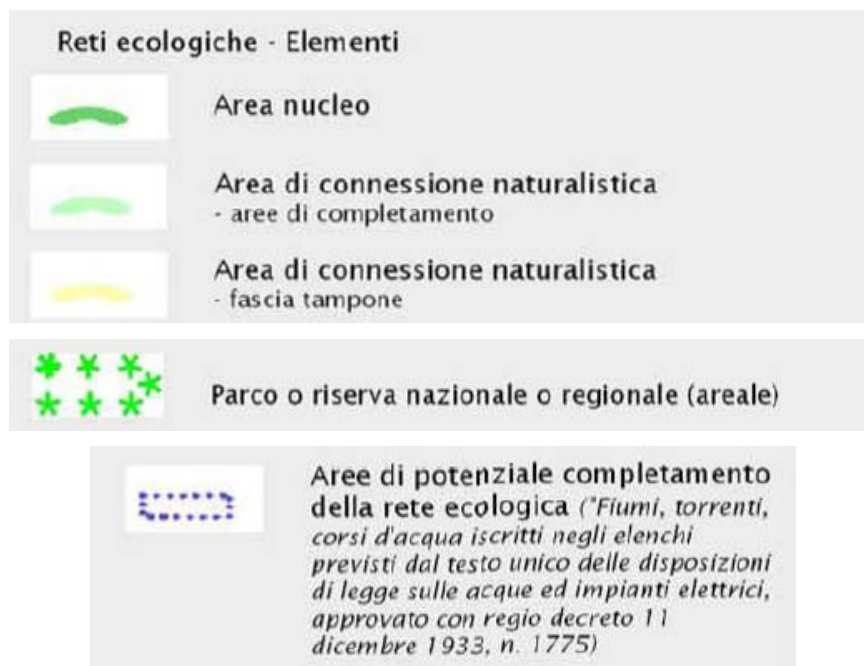 Reti ecologiche - Elementi
Area nucleo
Area di connessione naturalistica
- aree di completamento
Area di connessione naturalistica
- fascia tampone
Parco o riserva nazionale o regionale (areale)
Aree di potenziale completamento
della rete ecologica ("Fiumi, torrenti,
corsi d'acqua iscritti negli elenchi
previsti dal testo unico delle disposizioni
di legge sulle acque ed impianti elettrici,
approvato con regio decreto 11
dicembre 1933, n. 1775)